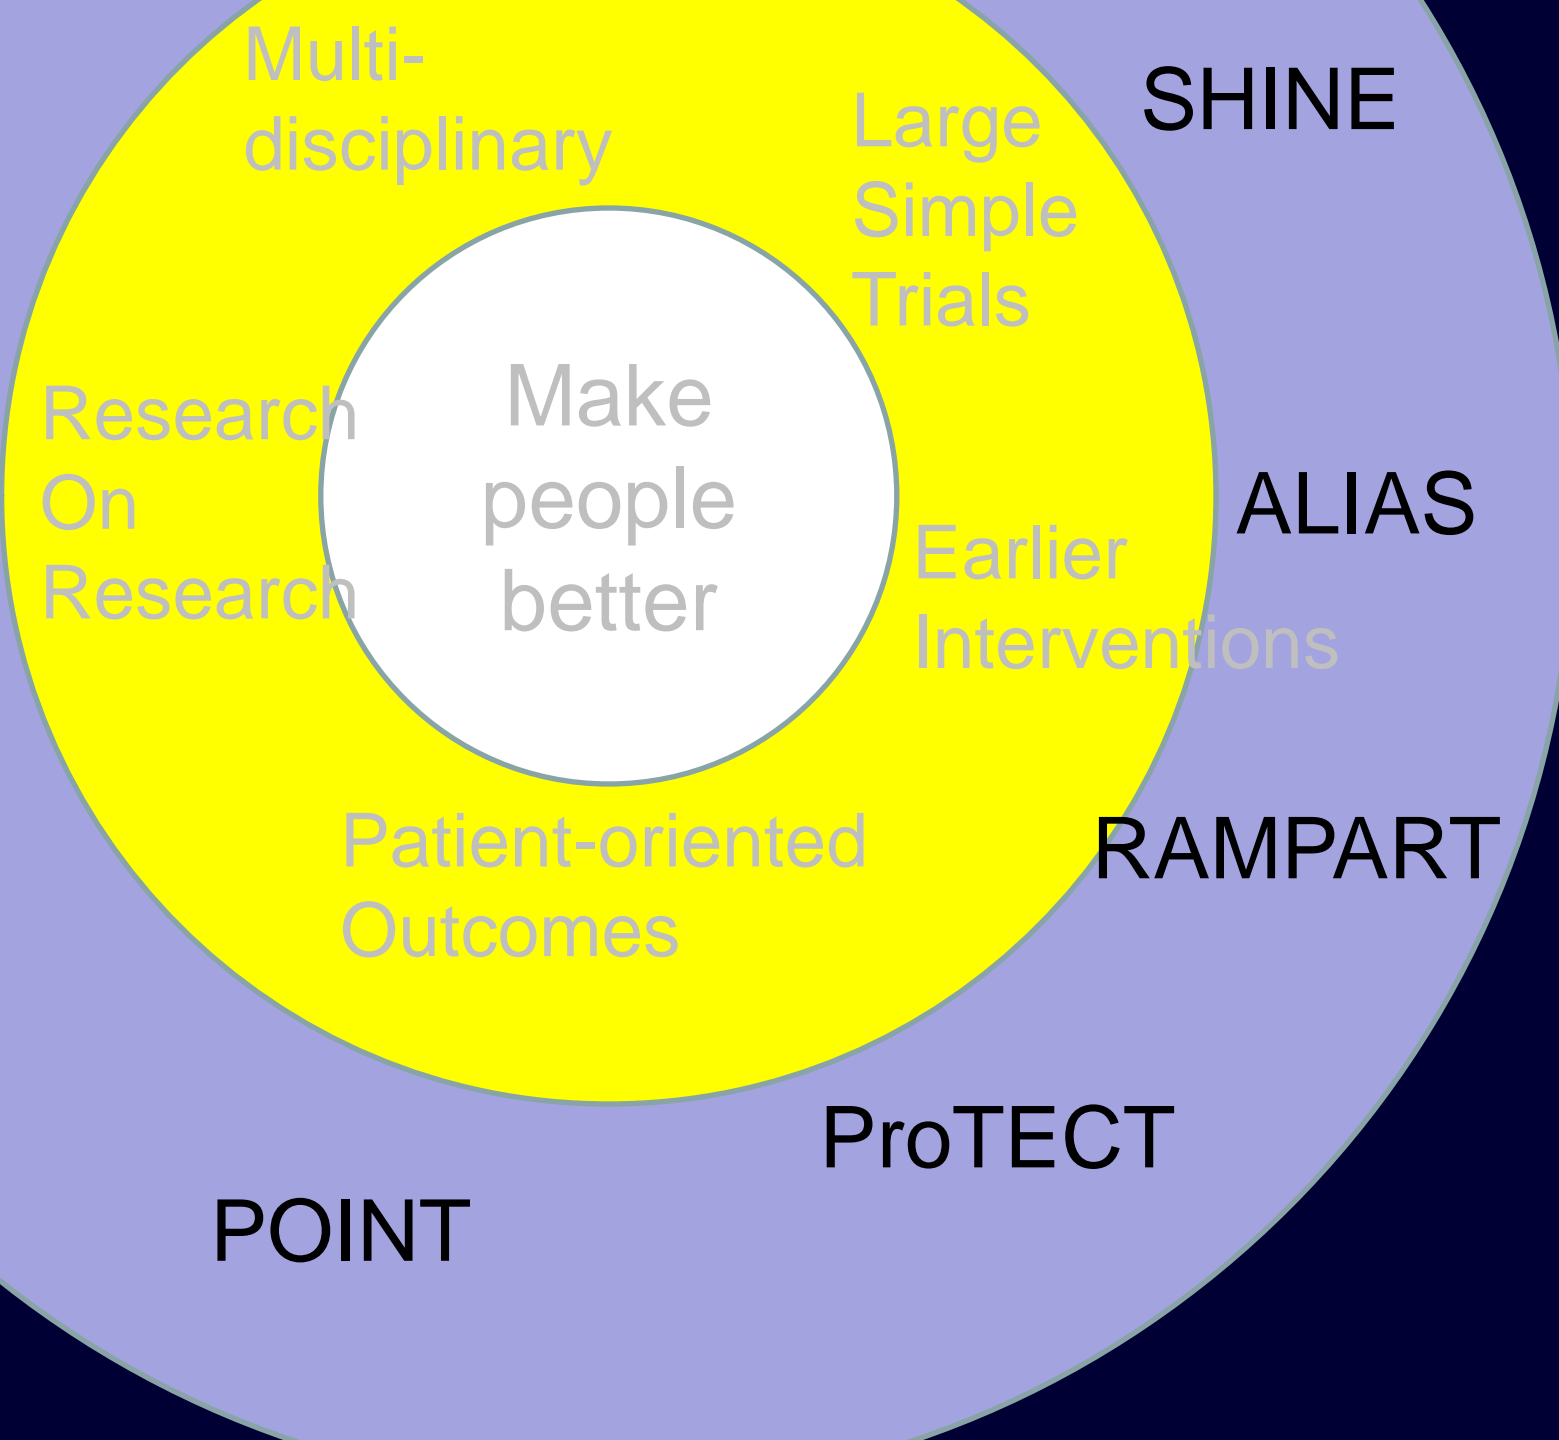 Multi-
disciplinary
SHINE
Large
Simple
Trials
Research
On
Research
Make
people
better
ALIAS
Earlier
Interventions
Patient-oriented
Outcomes
RAMPART
ProTECT
POINT